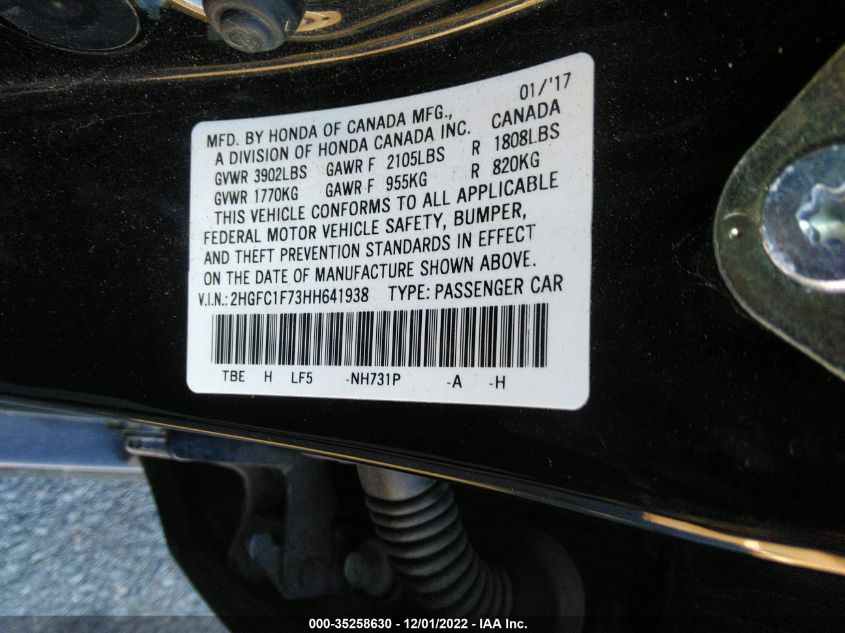 01/'17
MFD. BY HONDA OF CANADA MFG.,
A DIVISION OF HONDA CANADA INC. CANADA
GVWR 3902LBS GAWR F 2105LBS R 1808LBS
GVWR 1770KG GAWR F 955KG R 820KG
THIS VEHICLE CONFORMS TO ALL APPLICABLE
FEDERAL MOTOR VEHICLE SAFETY, BUMPER,
AND THEFT PREVENTION STANDARDS IN EFFECT
ON THE DATE OF MANUFACTURE SHOWN ABOVE.
V.I.N.: 2HGFC1F73HH641938 TYPE: PASSENGER CAR
TBE H LF5 -NH731P -A -H
000-35258630 - 12/01/2022 - IAA Inc.